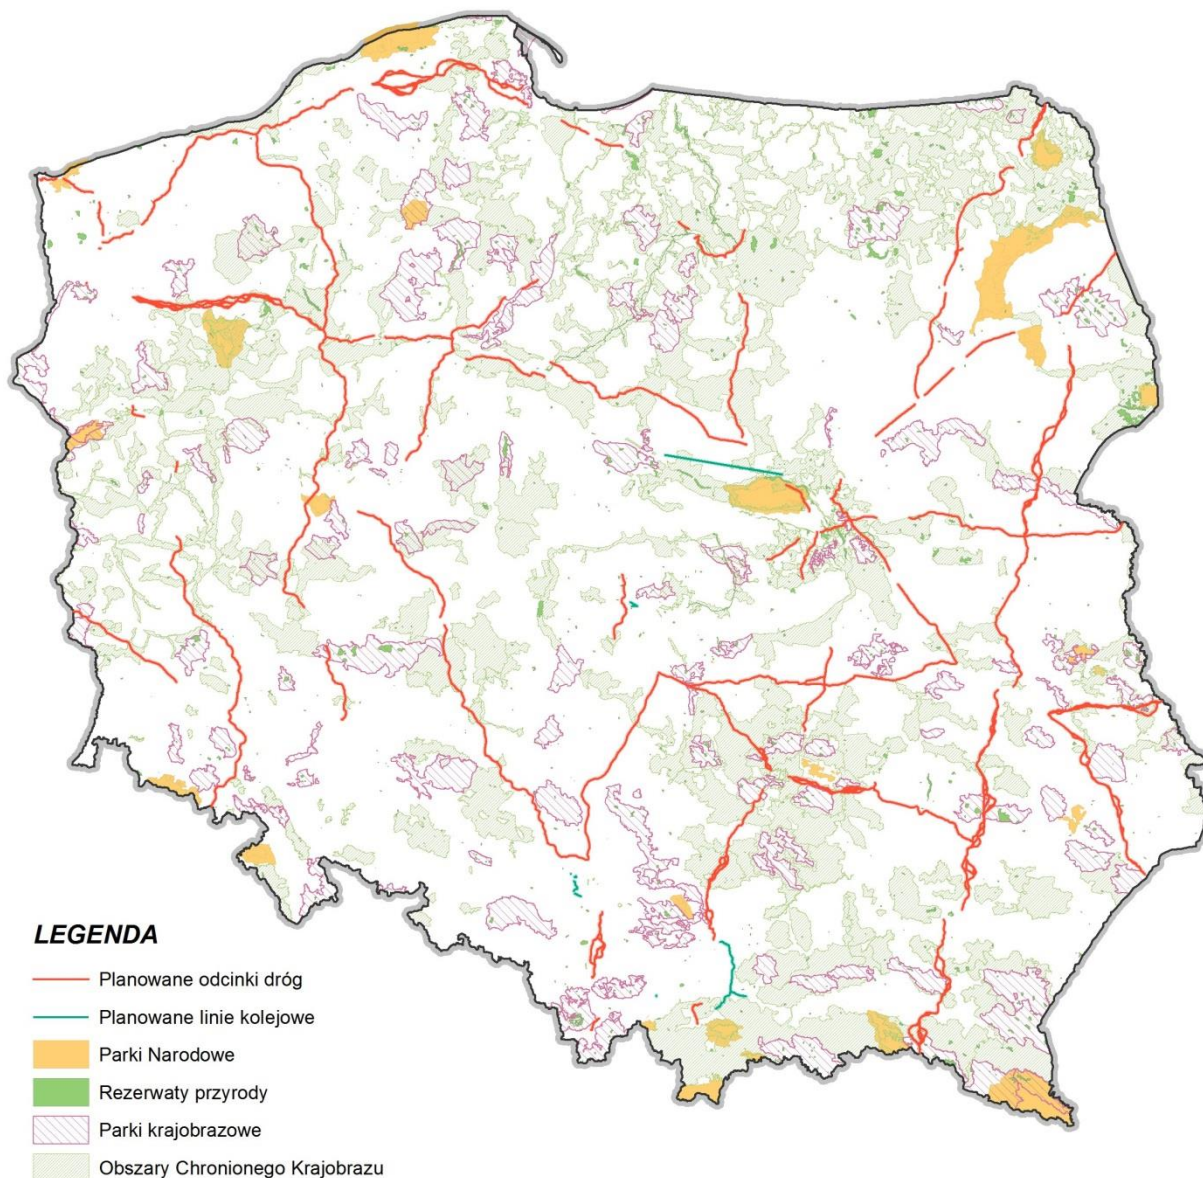 LEGENDA
Planowane odcinki dróg
Planowane linie kolejowe
Parki Narodowe
Rezerwaty przyrody
Parki krajobrazowe
Obszary Chronionego Krajobrazu